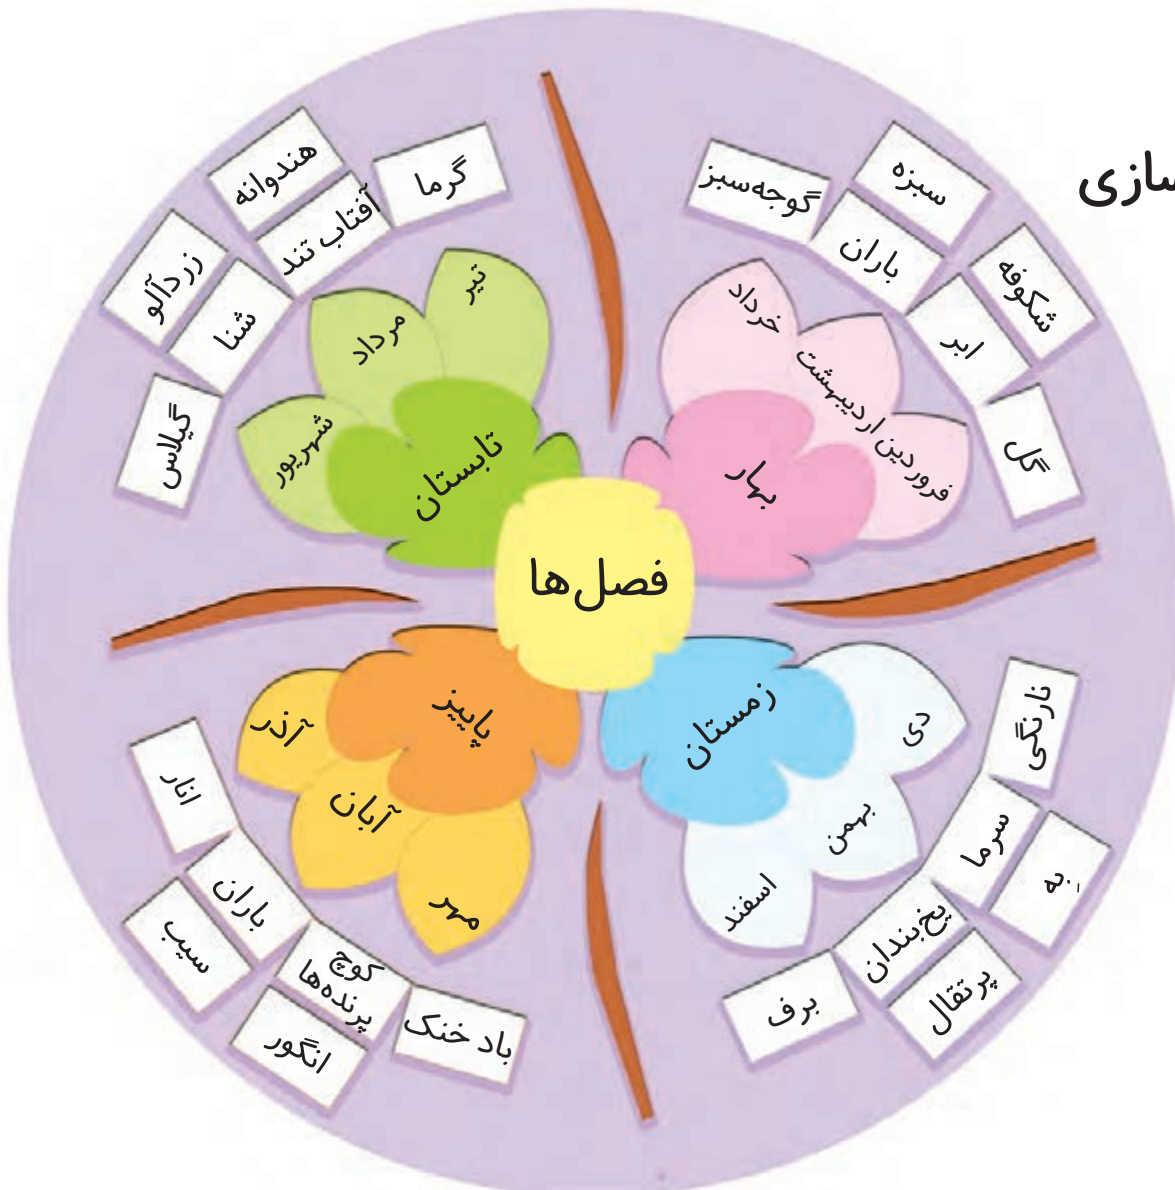 سازی
فصل‌ها
بهار
فروردین
اردیبهشت
خرداد
گوجه‌سبز
سبزه
باران
شکوفه
ابر
گل
تابستان
تیر
مرداد
شهریور
گرما
هندوانه
آفتاب تند
زردآلو
شنا
گیلاس
پاییز
مهر
آبان
آذر
انار
باران
سیب
کوچ
پرنده‌ها
انگور
باد خنک
زمستان
دی
بهمن
اسفند
نارنگی
سرما
بِه
یخ‌بندان
پرتقال
برف